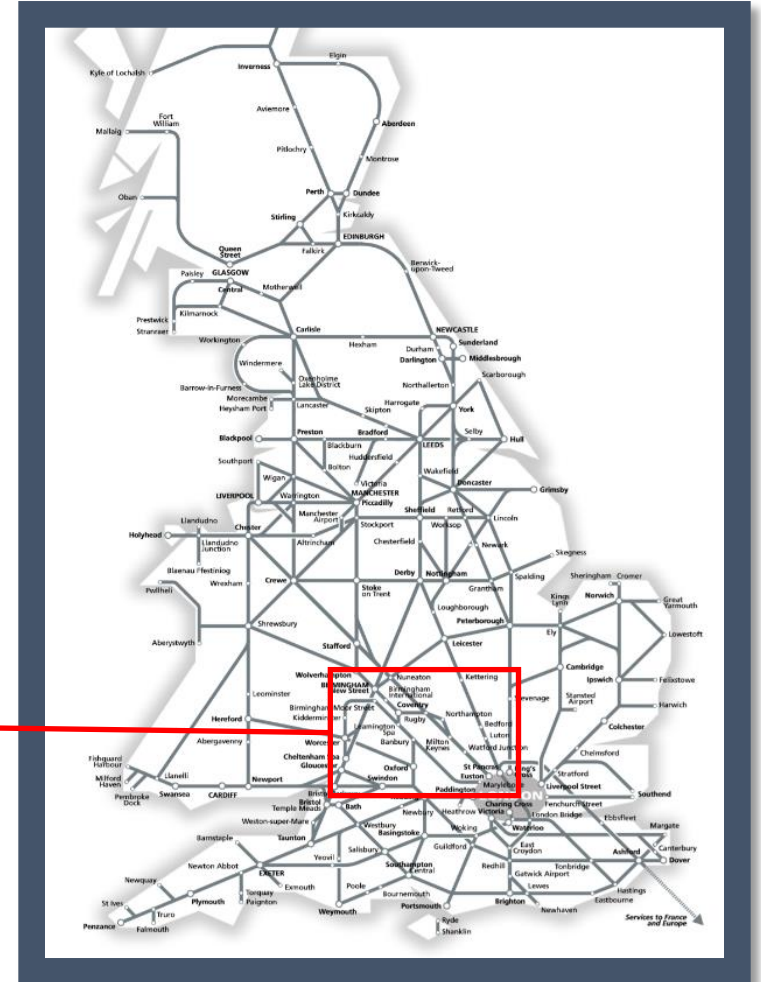 Elgin
Inverness
Kyle of Lochalsh
Aviemore
Fort
William
Mallaig
Aberdeen
Pitlochry
Montrose
Perth
Dundee
Oban
Stirling
Kirkcaldy
EDINBURGH
Queen
Street
Falkirk
Berwick-
upon-Tweed
Paisley
GLASGOW
Central
Motherwell
Prestwick
Kilmarnock
Stranraer
Carlisle
NEWCASTLE
Workington
Hexham
Durham
Sunderland
Darlington
Middlesbrough
Windermere
Scarborough
Oxenholme
Lake District
Barrow-in-Furness
Northallerton
Morecambe
Lancaster
Harrogate
York
Heysham Port
Skipton
Blackpool
Preston
Bradford
LEEDS
Selby
Hull
Blackburn
Huddersfield
Southport
Bolton
Wakefield
Wigan
Victoria
Doncaster
MANCHESTER
Piccadilly
Grimsby
LIVERPOOL
Warrington
Manchester
Airport
Sheffield
Retford
Lincoln
Llandudno
Chester
Stockport
Worksop
Holyhead
Llandudno
Junction
Altrincham
Chesterfield
Newark
Skegness
Blaenau Ffestiniog
Derby
Nottingham
Pwllheli
Wrexham
Crewe
Stoke
on Trent
Grantham
Spalding
Sheringham
Cromer
Kings
Lynn
Norwich
Great
Yarmouth
Loughborough
Shrewsbury
Peterborough
Ely
Lowestoft
Aberystwyth
Stafford
Leicester
Cambridge
Wolverhampton
Nuneaton
Kettering
Ipswich
Felixstowe
BIRMINGHAM
New Street
Birmingham
International
Stevenage
Stansted
Airport
Leominster
Coventry
Harwich
Birmingham Moor Street
Northampton
Hereford
Kidderminster
Rugby
Bedford
Colchester
Leamington
Spa
Luton
Abergavenny
Worcester
Banbury
Milton
Keynes
Watford Junction
Chelmsford
Fishguard
Harbour
Cheltenham Spa
Gloucester
Oxford
St Pancras
King's
Cross
Stratford
Milford
Haven
Llanelli
Newport
Swindon
Euston
Marylebone
Liverpool Street
Southend
Pembroke
Dock
Swansea
CARDIFF
Paddington
Bristol
Temple Meads
Bath
Newbury
Heathrow
Victoria
Charing Cross
Fenchurch Street
London Bridge
Ebbsfleet
Weston-super-Mare
Westbury
Basingstoke
Woking
Waterloo
Margate
Barnstaple
Taunton
Salisbury
Guildford
East
Croydon
Canterbury
Newton Abbot
Yeovil
Southampton
Central
Redhill
Tonbridge
Ashford
Dover
Newquay
EXETER
Gatwick Airport
Exmouth
Poole
Lewes
Hastings
St Ives
Torquay
Paignton
Bournemouth
Eastbourne
Plymouth
Weymouth
Portsmouth
Brighton
Newhaven
Truro
Penzance
Falmouth
Ryde
Shanklin
Services to France
and Europe